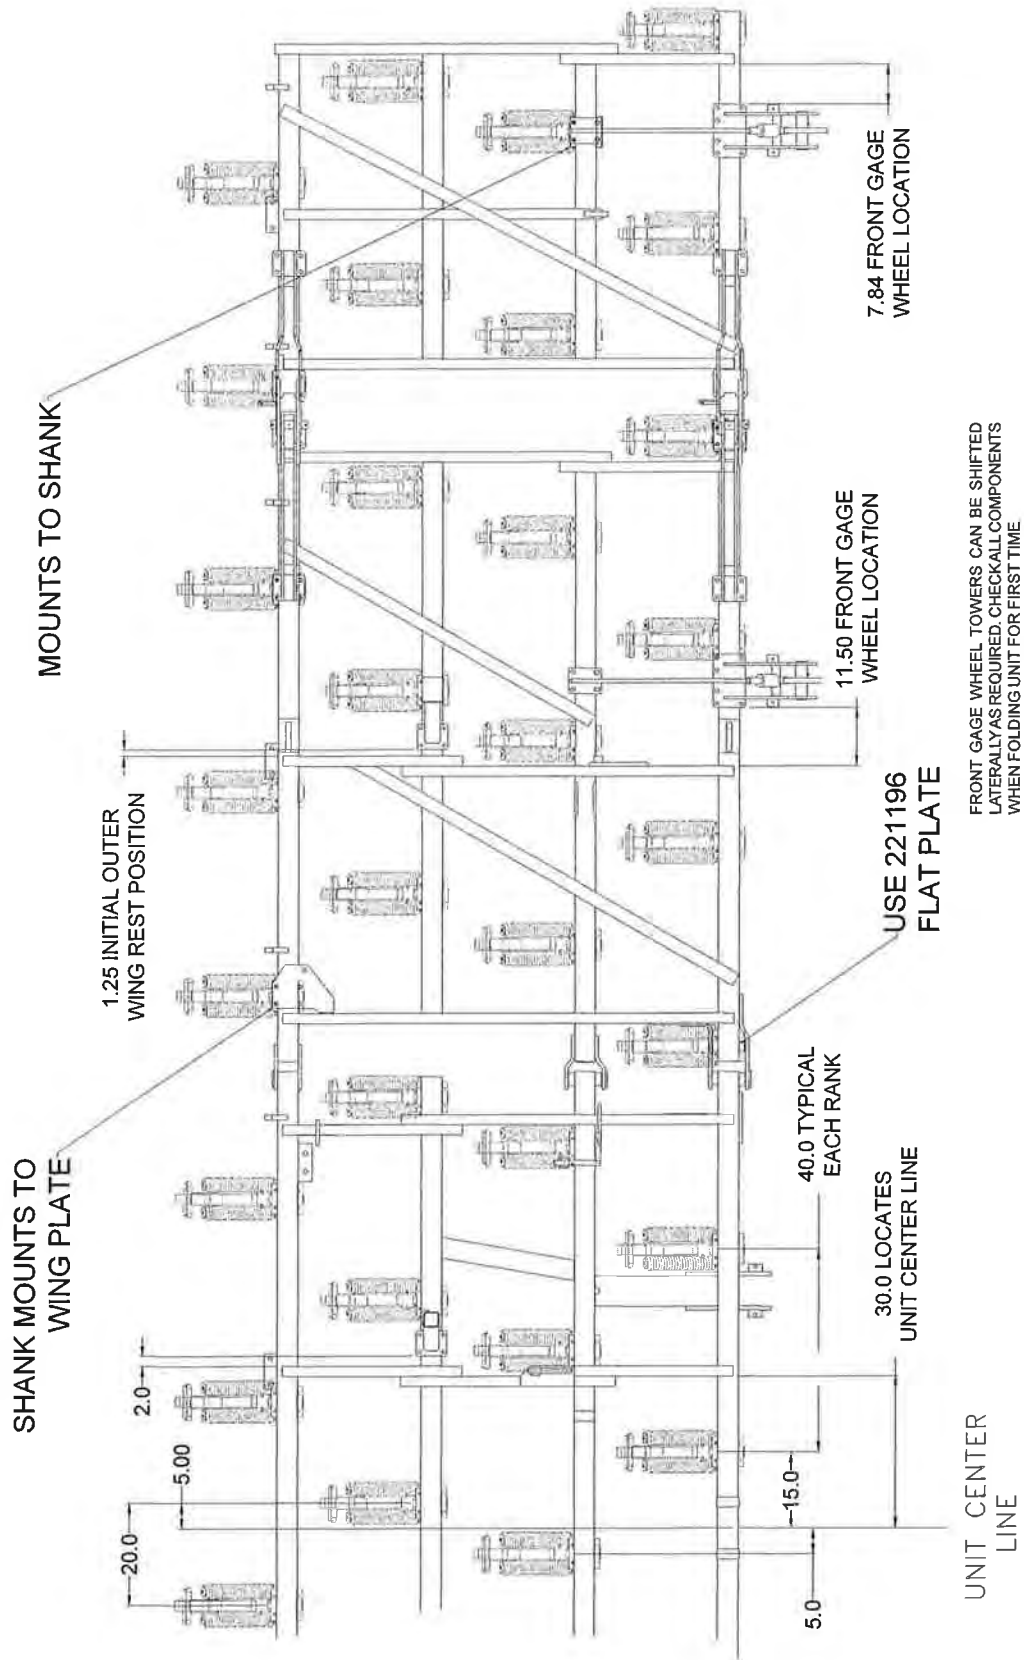 MOUNTS TO SHANK
7.84 FRONT GAGE
WHEEL LOCATION
11.50 FRONT GAGE
WHEEL LOCATION
FRONT GAGE WHEEL TOWERS CAN BE SHIFTED
LATERALLY AS REQUIRED. CHECK ALL COMPONENTS
WHEN FOLDING UNIT FOR FIRST TIME.
1.25 INITIAL OUTER
WING REST POSITION
USE 221196
FLAT PLATE
SHANK MOUNTS TO
WING PLATE
40.0 TYPICAL
EACH RANK
30.0 LOCATES
UNIT CENTER LINE
2.0
5.00
20.0
15.0
5.0
UNIT CENTER
LINE